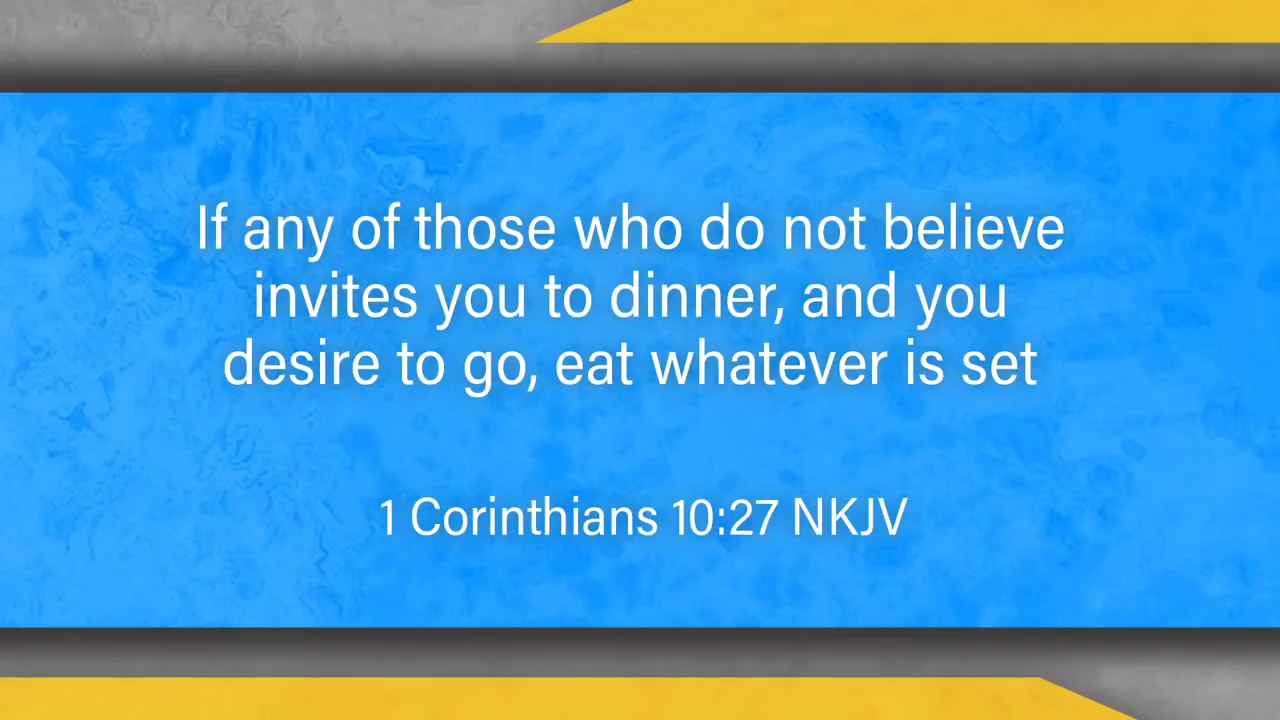 If any of those who do not believe
invites you to dinner, and you
desire to go, eat whatever is set
1 Corinthians 10:27 NKJV